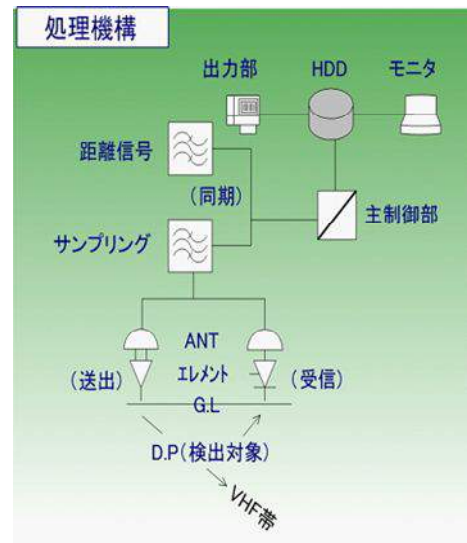 処理機構
出力部 HDD モニタ
距離信号
(同期)
主制御部
サンプリング
ANT
(送出) エレメント (受信)
G.L
D.P(検出対象)
VHF帯